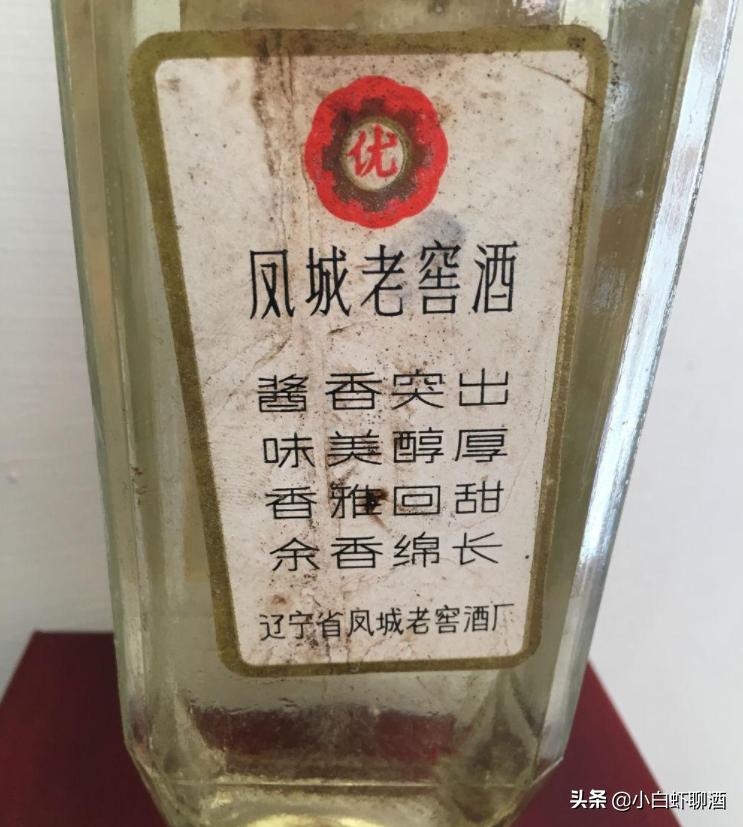 优
凤城老窖酒
酱香突出
味美醇厚
香雅回甜
余香绵长
辽宁省凤城老窖酒厂
头条 @小白虾聊酒